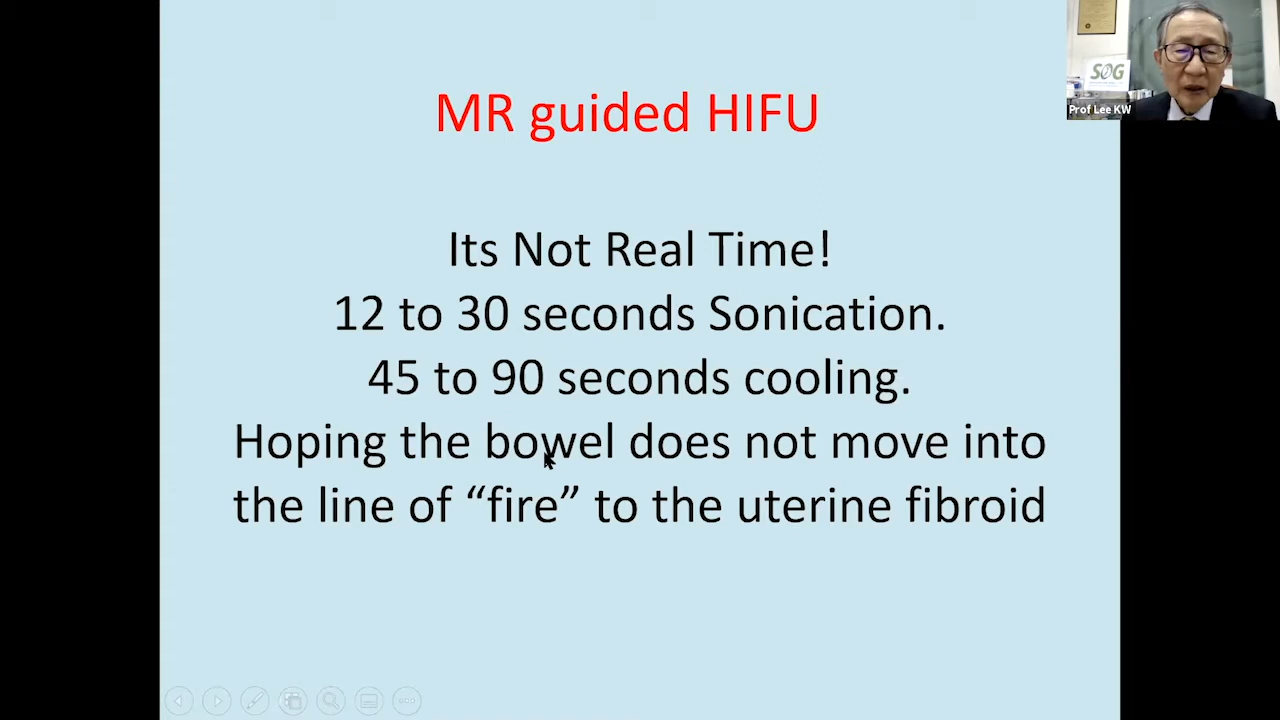 MR guided HIFU
Its Not Real Time!
12 to 30 seconds Sonication.
45 to 90 seconds cooling.
Hoping the bowel does not move into
the line of “fire” to the uterine fibroid
SOG
Prof Lee KW